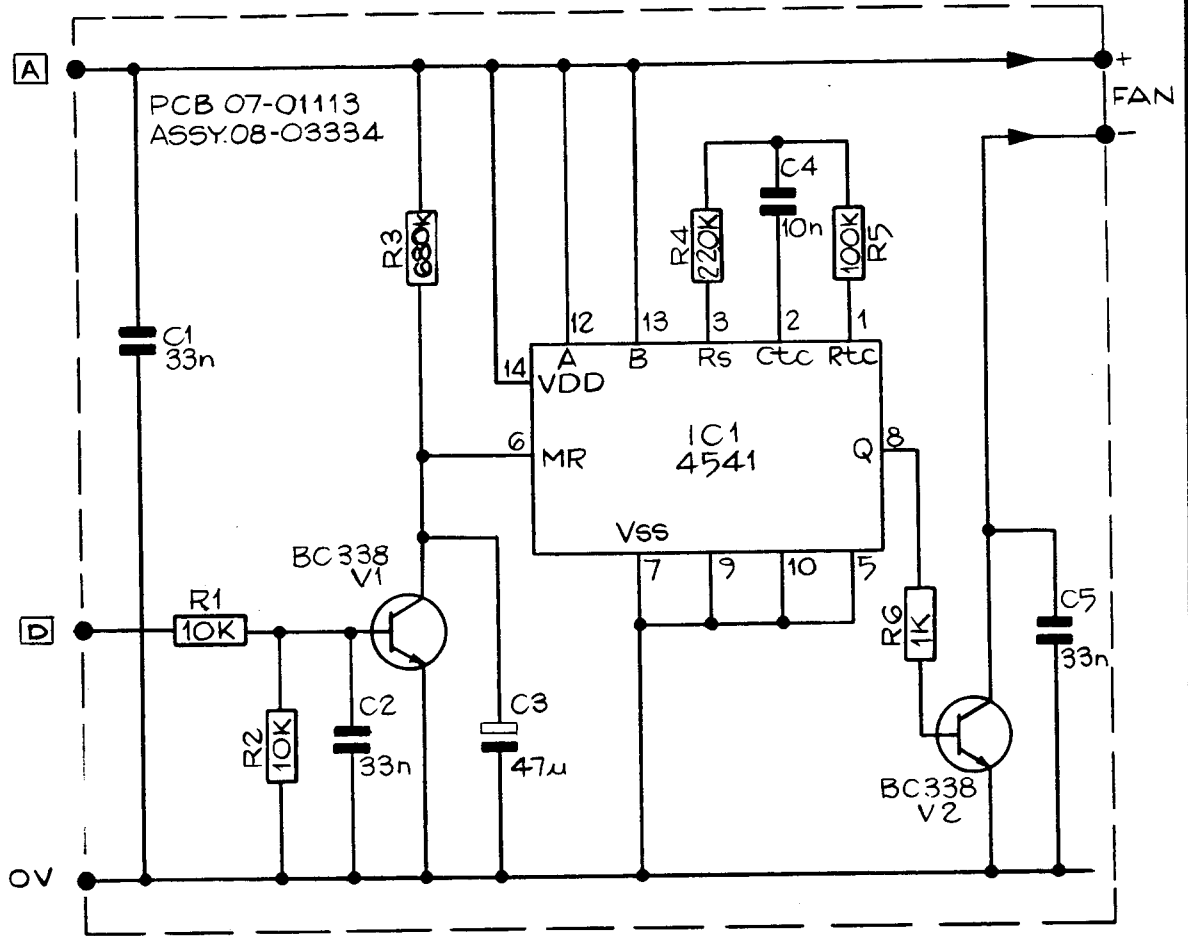 A
PCB 07-01113
ASSY.08-03334
+
FAN
-
C4
10n
R3
680K
R4
220K
100K
R5
C1
33n
12
13
3
2
1
14
A
B
Rs
Ctc
Rtc
VDD
6
MR
IC1
4541
Q
8
Vss
7
9
10
5
BC338
V1
R1
10K
D
R6
1K
C5
33n
R2
10K
C2
33n
C3
47µ
BC338
V2
0V